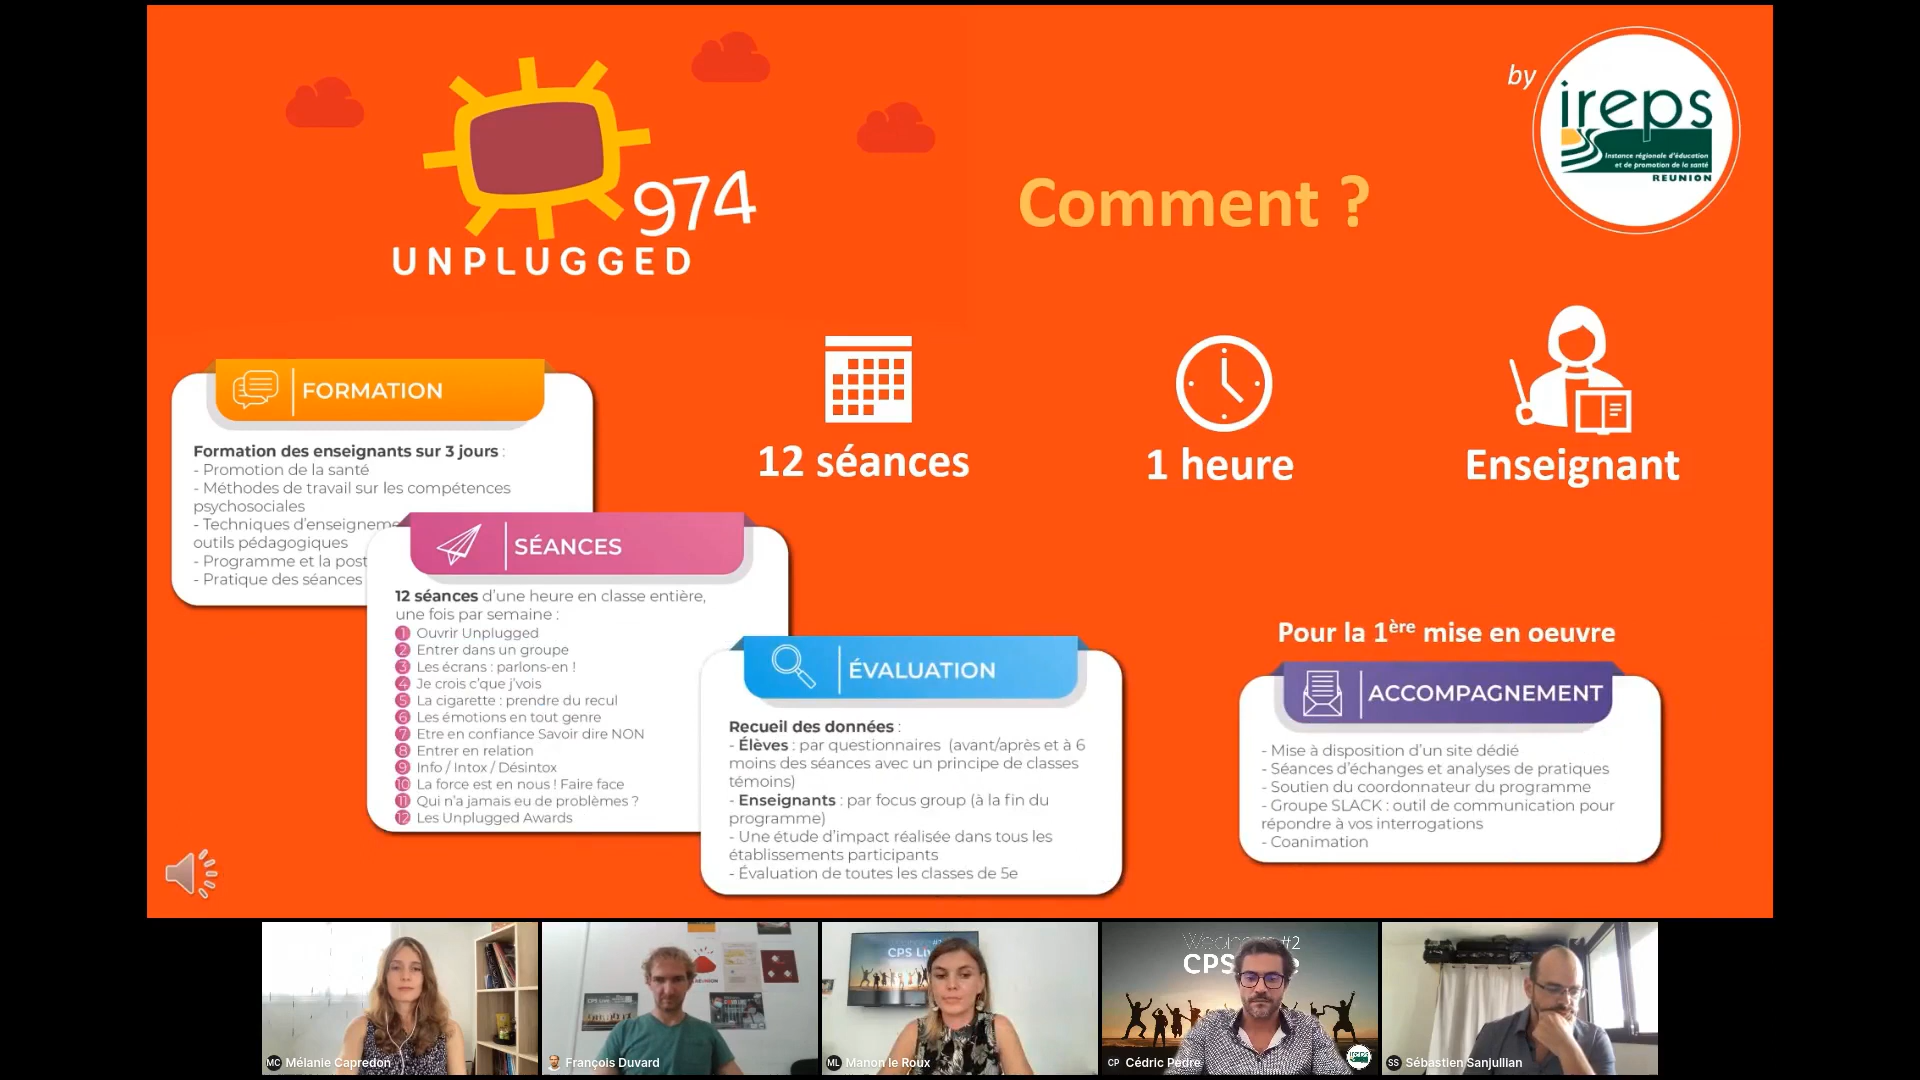 974
UNPLUGGED
by
ireps
Instance régionale d'éducation
et de promotion de la santé
REUNION
Comment ?
12 séances
1 heure
Enseignant
FORMATION
Formation des enseignants sur 3 jours :
- Promotion de la santé
- Méthodes de travail sur les compétences
psychosociales
- Techniques d'enseigneme
outils pédagogiques
- Programme et la post
- Pratique des séances
SÉANCES
12 séances d'une heure en classe entière,
une fois par semaine :
1 Ouvrir Unplugged
2 Entrer dans un groupe
3 Les écrans : parlons-en !
4 Je crois c'que j'vois
5 La cigarette : prendre du recul
6 Les émotions en tout genre
7 Etre en confiance Savoir dire NON
8 Entrer en relation
9 Info / Intox / Désintox
10 La force est en nous ! Faire face
11 Qui n'a jamais eu de problèmes ?
12 Les Unplugged Awards
ÉVALUATION
Recueil des données :
- Élèves : par questionnaires (avant/après et à 6
moins des séances avec un principe de classes
témoins)
- Enseignants : par focus group (à la fin du
programme)
- Une étude d'impact réalisée dans tous les
établissements participants
- Évaluation de toutes les classes de 5e
Pour la 1ère mise en oeuvre
ACCOMPAGNEMENT
- Mise à disposition d'un site dédié
- Séances d'échanges et analyses de pratiques
- Soutien du coordonnateur du programme
- Groupe SLACK : outil de communication pour
répondre à vos interrogations
- Coanimation
MC Mélanie Capredon
François Duvard
CPS Live
ML Manon le Roux
CPS Li
Webinaire #2
CPS
CP Cédric Pedre
ireps
SS Sébastien Sanjullian